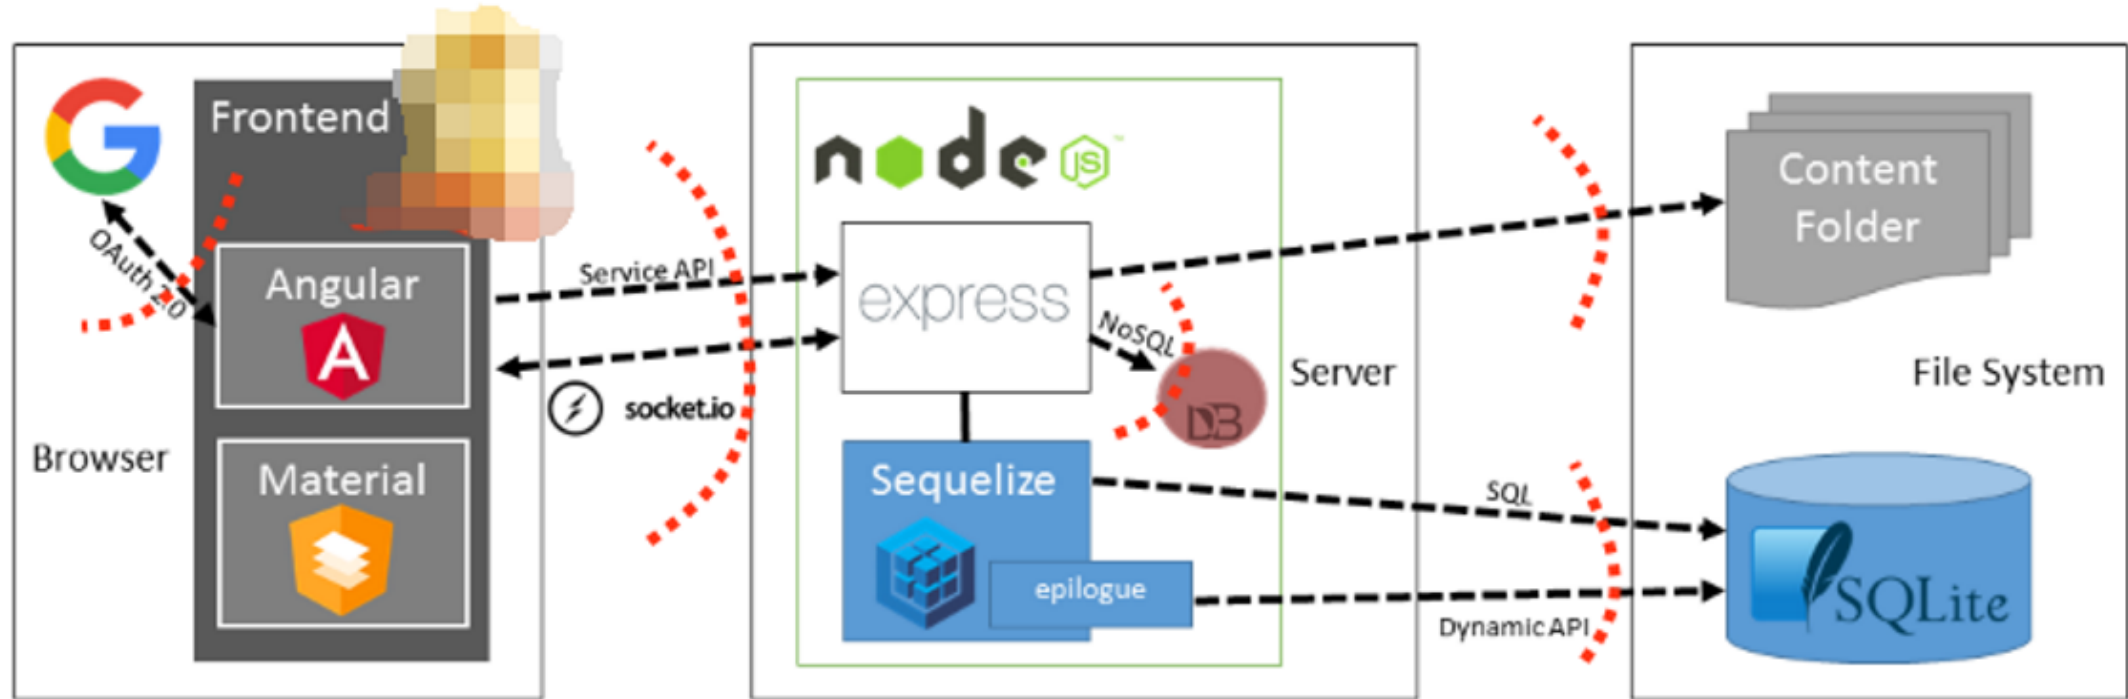 Frontend
OAuth 2.0
Angular
Material
Browser
Service API
socket.io
node
JS
express
NoSQL
DB
Server
Sequelize
epilogue
SQL
Dynamic API
Content
Folder
File System
SQLite